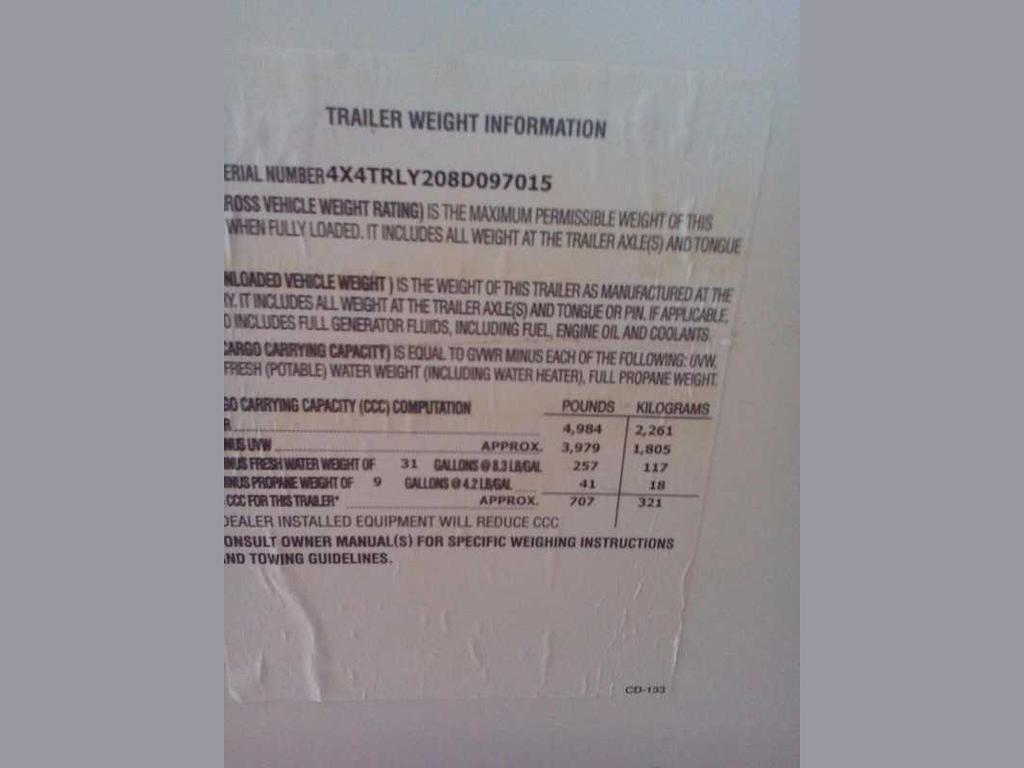 TRAILER WEIGHT INFORMATION
ERIAL NUMBER 4X4TRLY208D097015
ROSS VEHICLE WEIGHT RATING) IS THE MAXIMUM PERMISSIBLE WEIGHT OF THIS
WHEN FULLY LOADED. IT INCLUDES ALL WEIGHT AT THE TRAILER AXLE(S) AND TONGUE
NLOADED VEHICLE WEIGHT ) IS THE WEIGHT OF THIS TRAILER AS MANUFACTURED AT THE
RY. IT INCLUDES ALL WEIGHT AT THE TRAILER AXLE(S) AND TONGUE OR PIN. IF APPLICABLE,
O INCLUDES FULL GENERATOR FLUIDS, INCLUDING FUEL, ENGINE OIL AND COOLANTS.
CARGO CARRYING CAPACITY) IS EQUAL TO GVWR MINUS EACH OF THE FOLLOWING: UVW,
FRESH (POTABLE) WATER WEIGHT (INCLUDING WATER HEATER), FULL PROPANE WEIGHT.
GO CARRYING CAPACITY (CCC) COMPUTATION POUNDS KILOGRAMS
R 4,984 2,261
NUS UVW APPROX. 3,979 1,805
INUS FRESH WATER WEIGHT OF 31 GALLONS @ 8.3 LB/GAL 257 117
INUS PROPANE WEIGHT OF 9 GALLONS @ 4.2 LB/GAL 41 18
CCC FOR THIS TRAILER* APPROX. 707 321
DEALER INSTALLED EQUIPMENT WILL REDUCE CCC
ONSULT OWNER MANUAL(S) FOR SPECIFIC WEIGHING INSTRUCTIONS
ND TOWING GUIDELINES.
CD-133